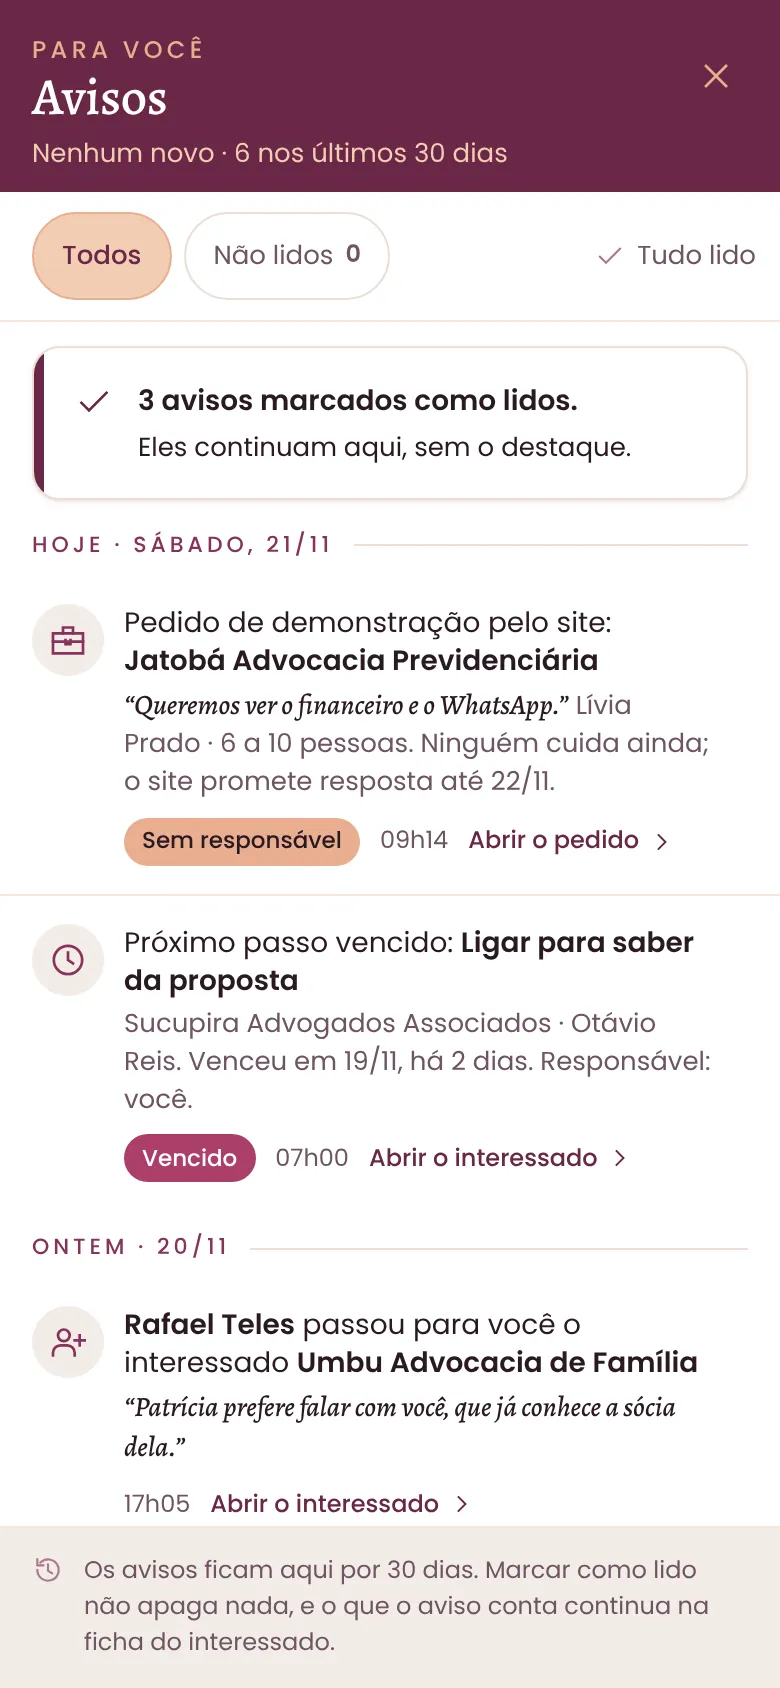 PARA VOCÊ
Avisos
Nenhum novo · 6 nos últimos 30 dias
Todos
Não lidos 0
Tudo lido
3 avisos marcados como lidos.
Eles continuam aqui, sem o destaque.
HOJE · SÁBADO, 21/11
Pedido de demonstração pelo site:
Jatobá Advocacia Previdenciária
“Queremos ver o financeiro e o WhatsApp.” Lívia
Prado · 6 a 10 pessoas. Ninguém cuida ainda;
o site promete resposta até 22/11.
Sem responsável 09h14 Abrir o pedido
Próximo passo vencido: Ligar para saber
da proposta
Sucupira Advogados Associados · Otávio
Reis. Venceu em 19/11, há 2 dias. Responsável:
você.
Vencido 07h00 Abrir o interessado
ONTEM · 20/11
Rafael Teles passou para você o
interessado Umbu Advocacia de Família
“Patrícia prefere falar com você, que já conhece a sócia
dela.”
17h05 Abrir o interessado
Os avisos ficam aqui por 30 dias. Marcar como lido
não apaga nada, e o que o aviso conta continua na
ficha do interessado.